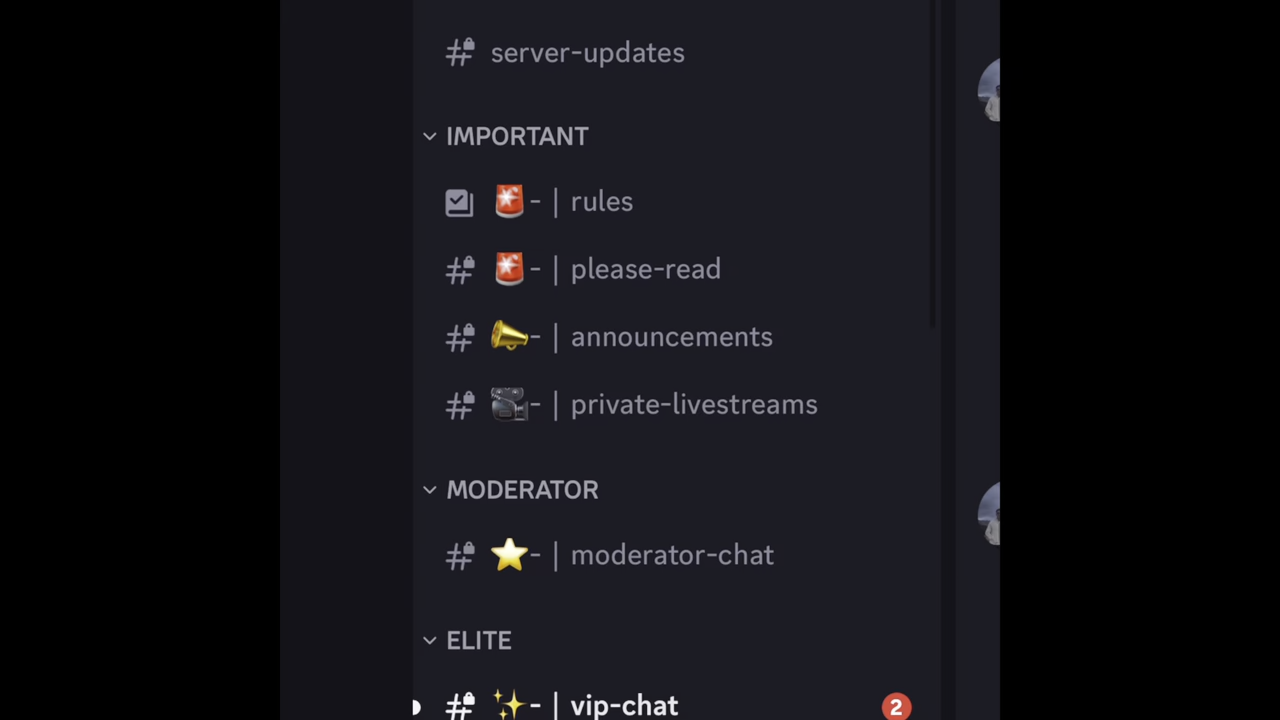 server-updates
IMPORTANT
🚨- | rules
🚨- | please-read
📣- | announcements
🎥- | private-livestreams
MODERATOR
⭐- | moderator-chat
ELITE
✨- | vip-chat 2